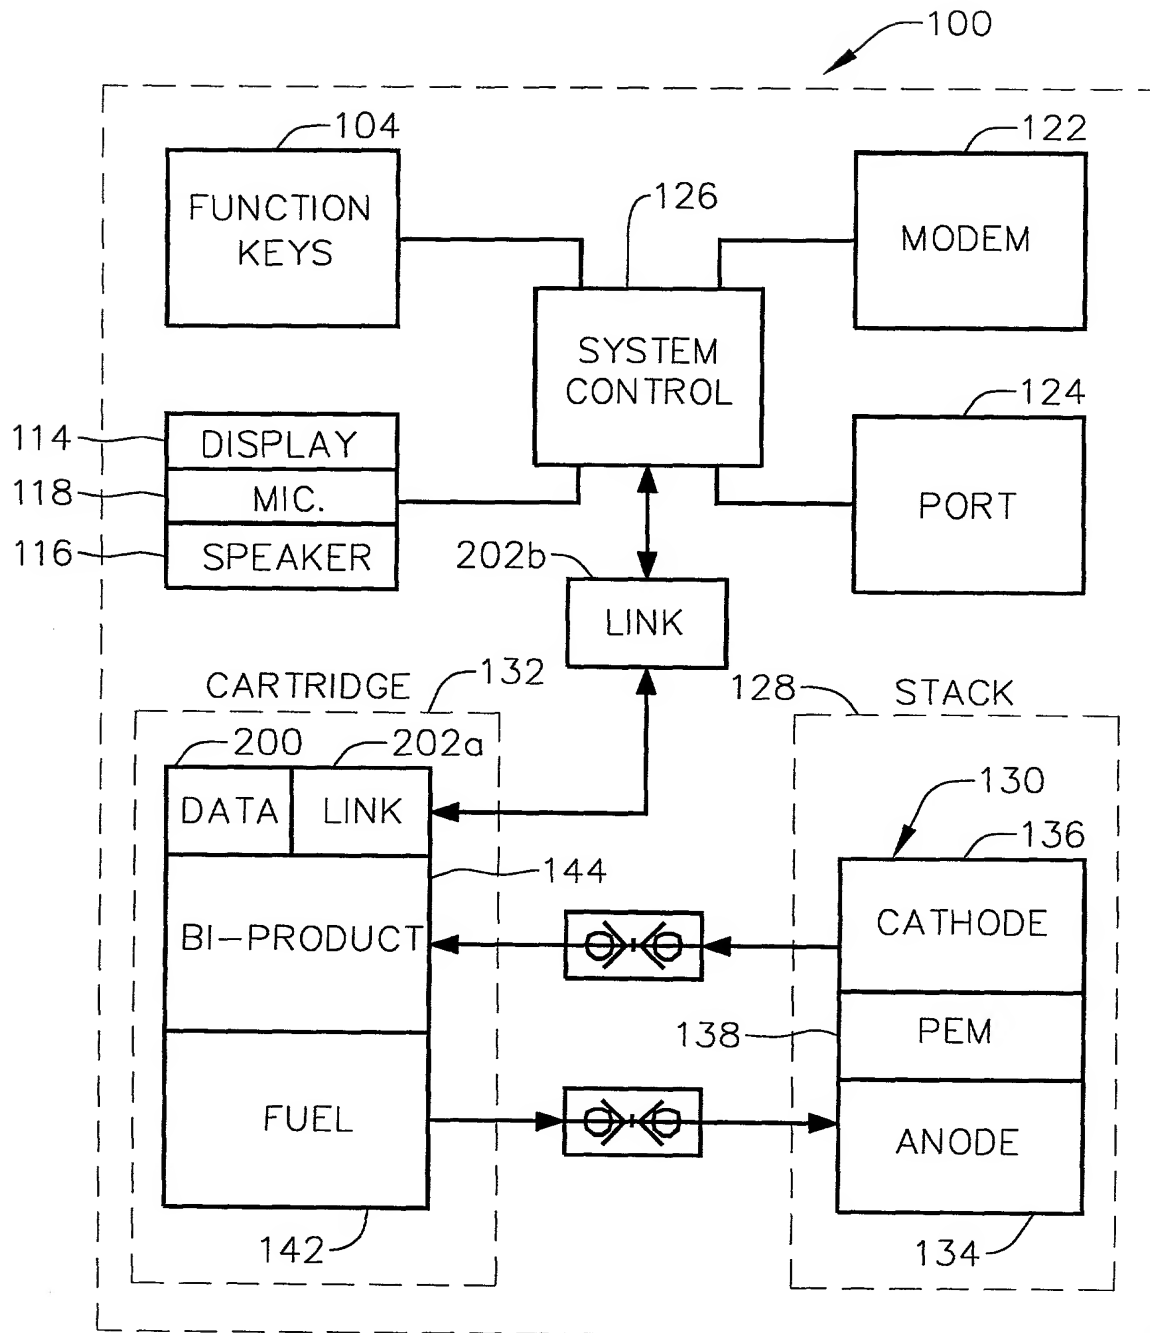 100
104
122
FUNCTION
KEYS
126
MODEM
SYSTEM
CONTROL
124
114
DISPLAY
118
MIC.
PORT
116
SPEAKER
202b
LINK
CARTRIDGE
132
128
STACK
200
202a
DATA
LINK
130
136
144
BI-PRODUCT
CATHODE
138
PEM
FUEL
ANODE
142
134